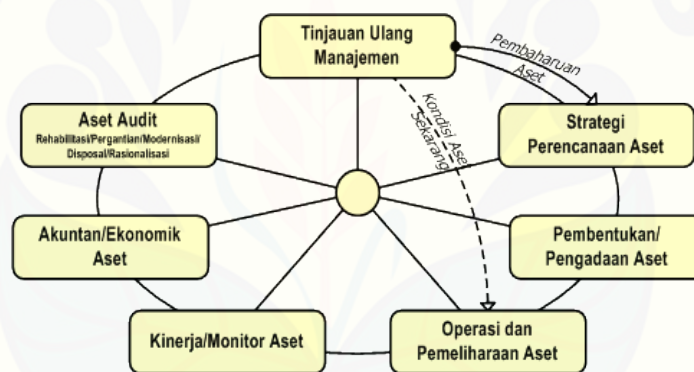 Tinjauan Ulang
Manajemen
Pembaharuan
Aset
Kondisi Aset
Sekarang
Aset Audit
Rehabilitasi/Pergantian/Modernisasi/
Disposal/Rasionalisasi
Strategi
Perencanaan Aset
Akuntan/Ekonomik
Aset
Pembentukan/
Pengadaan Aset
Kinerja/Monitor Aset
Operasi dan
Pemeliharaan Aset